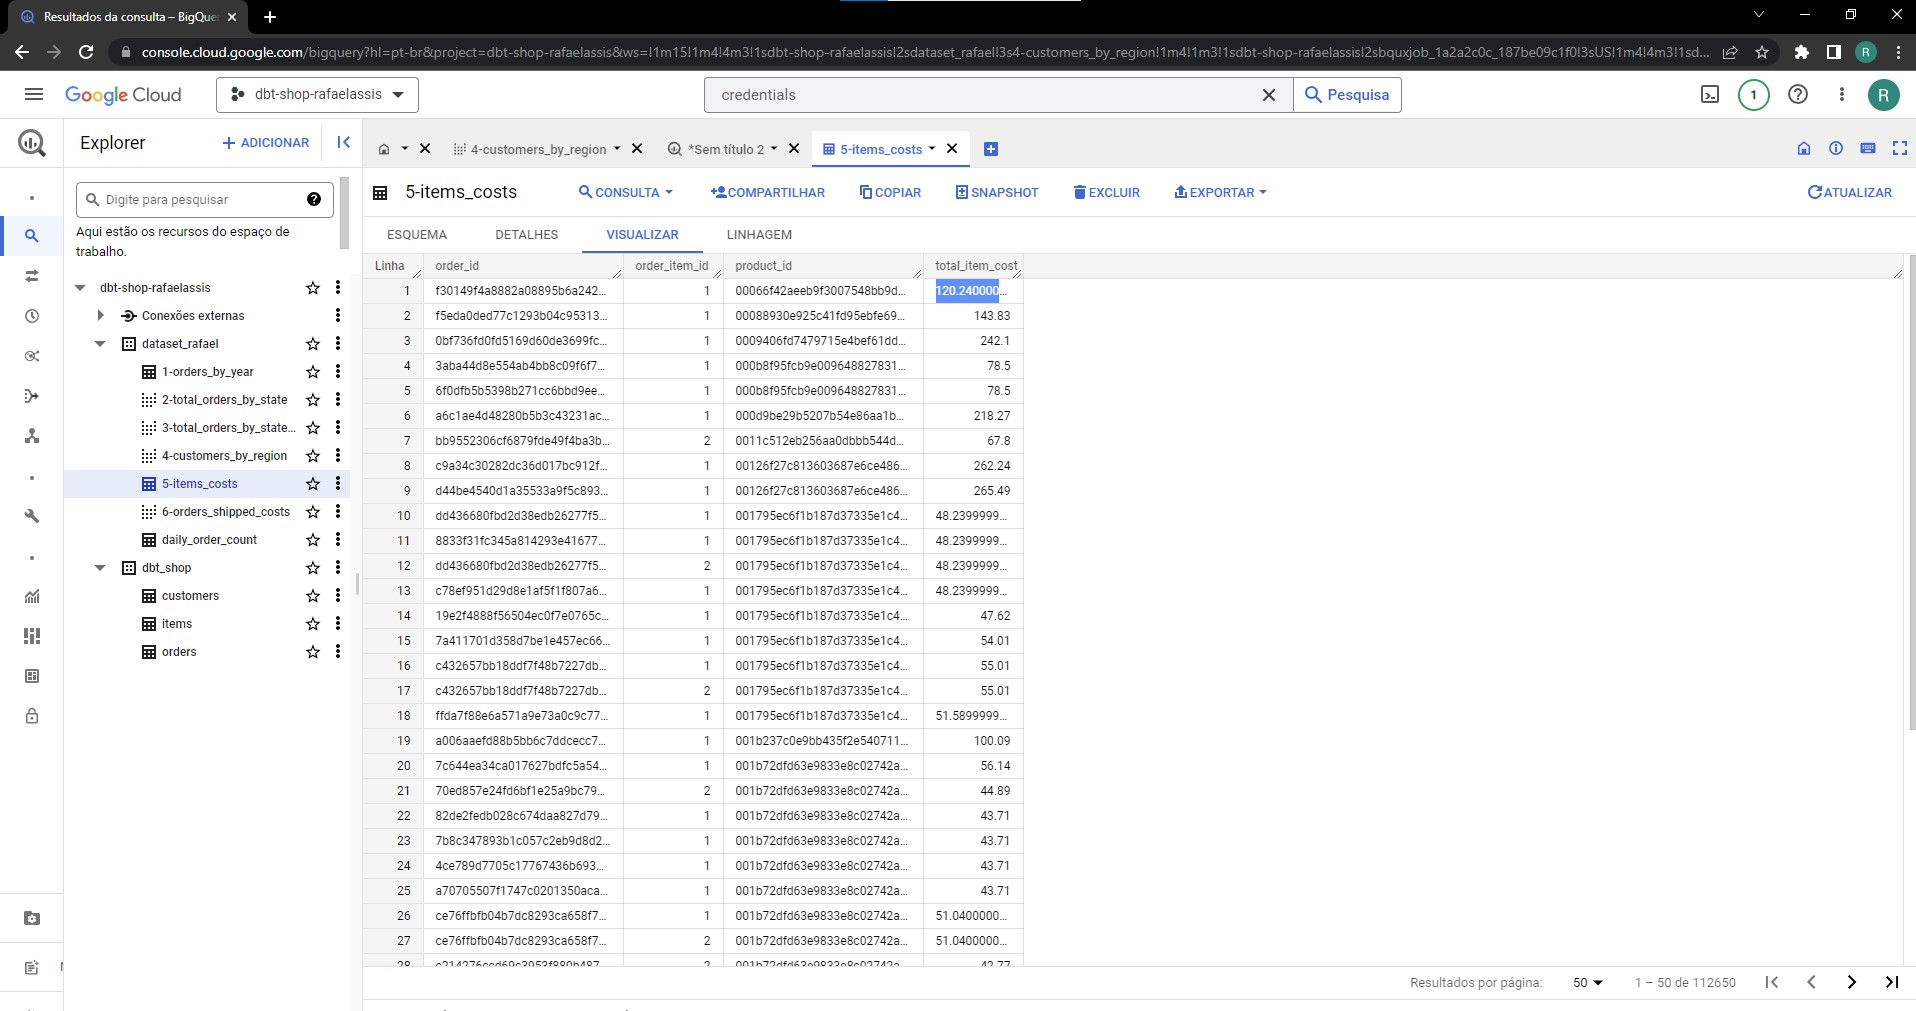 Resultados da consulta – BigQue
console.cloud.google.com/bigquery?hl=pt-br&project=dbt-shop-rafaelassis&ws=!1m15!1m4!4m3!1sdbt-shop-rafaelassis!2sdataset_rafael!3s4-customers_by_region!1m4!1m3!1sdbt-shop-rafaelassis!2sbquxjob_1a2a2c0c_187be09c1f0!3sUS!1m4!4m3!1sd...
R
Google Cloud
dbt-shop-rafaelassis
credentials
Pesquisa
1
R
Explorer
ADICIONAR
4-customers_by_region
*Sem título 2
5-items_costs
Digite para pesquisar
Aqui estão os recursos do espaço de
trabalho.
dbt-shop-rafaelassis
Conexões externas
dataset_rafael
1-orders_by_year
2-total_orders_by_state
3-total_orders_by_state...
4-customers_by_region
5-items_costs
6-orders_shipped_costs
daily_order_count
dbt_shop
customers
items
orders
5-items_costs
CONSULTA
COMPARTILHAR
COPIAR
SNAPSHOT
EXCLUIR
EXPORTAR
ATUALIZAR
ESQUEMA
DETALHES
VISUALIZAR
LINHAGEM
Linha order_id order_item_id product_id total_item_cost
1 f30149f4a8882a08895b6a242... 1 00066f42aeeb9f3007548bb9d... 120.240000...
2 f5eda0ded77c1293b04c95313... 1 00088930e925c41fd95ebfe69... 143.83
3 0bf736fd0fd5169d60de3699fc... 1 0009406fd7479715e4bef61dd... 242.1
4 3aba44d8e554ab4bb8c09f6f7... 1 000b8f95fcb9e009648827831... 78.5
5 6f0dfb5b5398b271cc6bbd9ee... 1 000b8f95fcb9e009648827831... 78.5
6 a6c1ae4d48280b5b3c43231ac... 1 000d9be29b5207b54e86aa1b... 218.27
7 bb9552306cf6879fde49f4ba3b... 2 0011c512eb256aa0dbbb544d... 67.8
8 c9a34c30282dc36d017bc912f... 1 00126f27c813603687e6ce486... 262.24
9 d44be4540d1a35533a9f5c893... 1 00126f27c813603687e6ce486... 265.49
10 dd436680fbd2d38edb26277f5... 1 001795ec6f1b187d37335e1c4... 48.2399999...
11 8833f31fc345a814293e41677... 1 001795ec6f1b187d37335e1c4... 48.2399999...
12 dd436680fbd2d38edb26277f5... 2 001795ec6f1b187d37335e1c4... 48.2399999...
13 c78ef951d29d8e1af5f1f807a6... 1 001795ec6f1b187d37335e1c4... 48.2399999...
14 19e2f4888f56504ec0f7e0765c... 1 001795ec6f1b187d37335e1c4... 47.62
15 7a411701d358d7be1e457ec66... 1 001795ec6f1b187d37335e1c4... 54.01
16 c432657bb18ddf7f48b7227db... 1 001795ec6f1b187d37335e1c4... 55.01
17 c432657bb18ddf7f48b7227db... 2 001795ec6f1b187d37335e1c4... 55.01
18 ffda7f88e6a571a9e73a0c9c77... 1 001795ec6f1b187d37335e1c4... 51.5899999...
19 a006aaefd88b5bb6c7ddcecc7... 1 001b237c0e9bb435f2e540711... 100.09
20 7c644ea34ca017627bdfc5a54... 1 001b72dfd63e9833e8c02742a... 56.14
21 70ed857e24fd6bf1e25a9bc79... 2 001b72dfd63e9833e8c02742a... 44.89
22 82de2fedb028c674daa827d79... 1 001b72dfd63e9833e8c02742a... 43.71
23 7b8c347893b1c057c2eb9d8d2... 1 001b72dfd63e9833e8c02742a... 43.71
24 4ce789d7705c17767436b693... 1 001b72dfd63e9833e8c02742a... 43.71
25 a70705507f1747c0201350aca... 1 001b72dfd63e9833e8c02742a... 43.71
26 ce76ffbfb04b7dc8293ca658f7... 1 001b72dfd63e9833e8c02742a... 51.0400000...
27 ce76ffbfb04b7dc8293ca658f7... 2 001b72dfd63e9833e8c02742a... 51.0400000...
28 2 001b72dfd63e9833e8c02742a... 42.77
Resultados por página: 50 1 – 50 de 112650